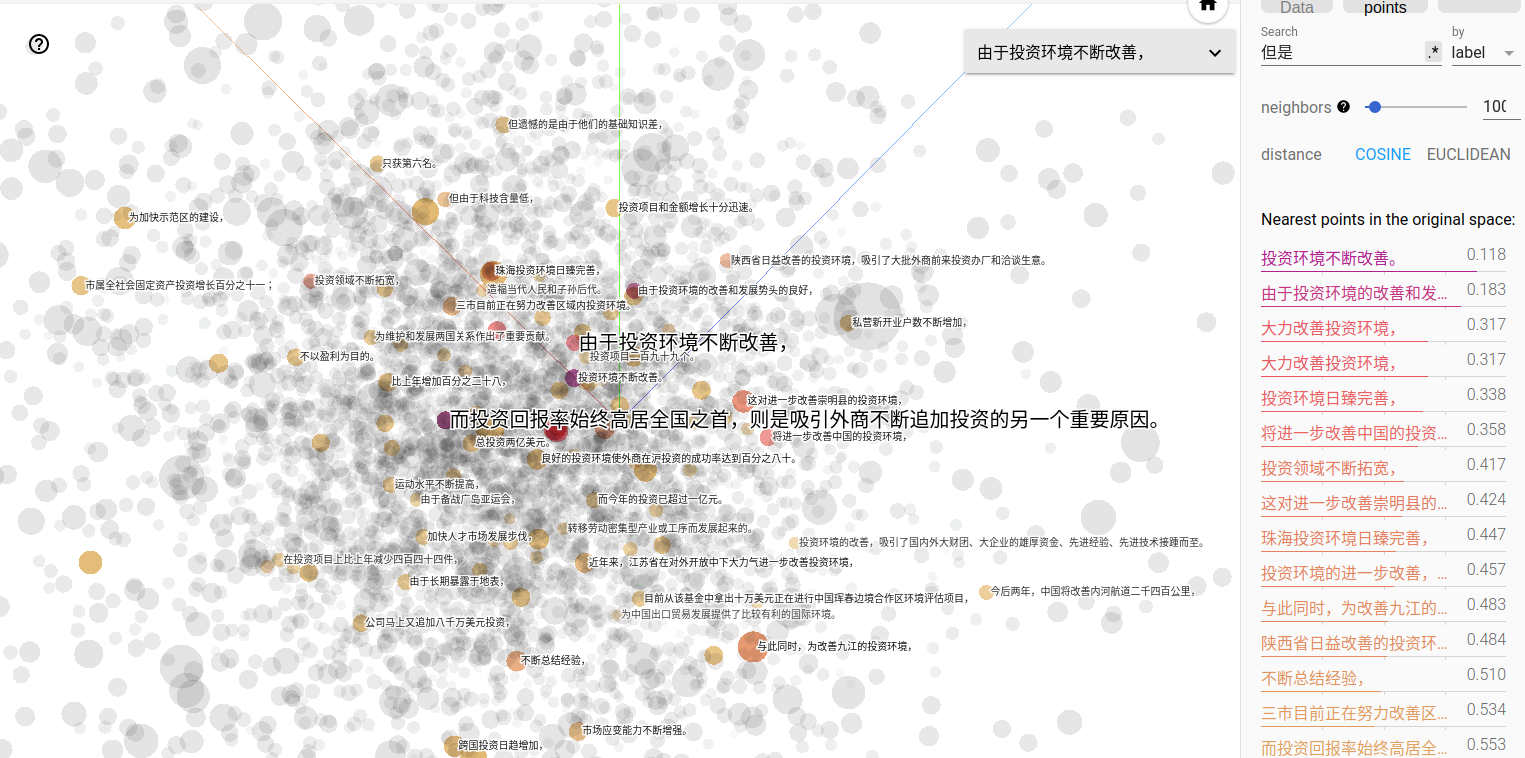 Data
points
由于投资环境不断改善，
Search
by
但是
.*
label
neighbors
100
distance
COSINE
EUCLIDEAN
Nearest points in the original space:
投资环境不断改善。 0.118
由于投资环境的改善和发... 0.183
大力改善投资环境， 0.317
大力改善投资环境， 0.317
投资环境日臻完善， 0.338
将进一步改善中国的投资... 0.358
投资领域不断拓宽， 0.417
这对进一步改善崇明县的... 0.424
珠海投资环境日臻完善， 0.447
投资环境的进一步改善，... 0.457
与此同时，为改善九江的... 0.483
陕西省日益改善的投资环... 0.484
不断总结经验， 0.510
三市目前正在努力改善区... 0.534
而投资回报率始终高居全... 0.553
但遗憾的是由于他们的基础知识差，
只获第六名。
但由于科技含量低，
投资项目和金额增长十分迅速。
为加快示范区的建设，
陕西省日益改善的投资环境，吸引了大批外商前来投资办厂和洽谈生意。
珠海投资环境日臻完善，
投资领域不断拓宽，
市属全社会固定资产投资增长百分之十一；
造福当代人民和子孙后代。
由于投资环境的改善和发展势头的良好，
三市目前正在努力改善区域内投资环境。
私营新开业户数不断增加，
为维护和发展两国关系作出了重要贡献。
由于投资环境不断改善，
不以盈利为目的。
投资项目二百九十九个。
比上年增加百分之二十八，
投资环境不断改善。
这对进一步改善崇明县的投资环境，
而投资回报率始终高居全国之首，则是吸引外商不断追加投资的另一个重要原因。
将进一步改善中国的投资环境，
总投资两亿美元。
良好的投资环境使外商在沪投资的成功率达到百分之八十。
运动水平不断提高，
由于备战广岛亚运会，
而今年的投资已超过一亿元。
转移劳动密集型产业或工序而发展起来的。
加快人才市场发展步伐，
投资环境的改善，吸引了国内外大财团、大企业的雄厚资金、先进经验、先进技术接踵而至。
在投资项目上比上年减少四百四十四件，
近年来，江苏省在对外开放中下大力气进一步改善投资环境，
由于长期暴露于地表，
今后两年，中国将改善内河航道二千四百公里，
目前从该基金中拿出十万美元正在进行中国珲春边境合作区环境评估项目，
为中国出口贸易发展提供了比较有利的国际环境。
公司马上又追加八千万美元投资，
与此同时，为改善九江的投资环境，
不断总结经验，
市场应变能力不断增强。
跨国投资日趋增加，